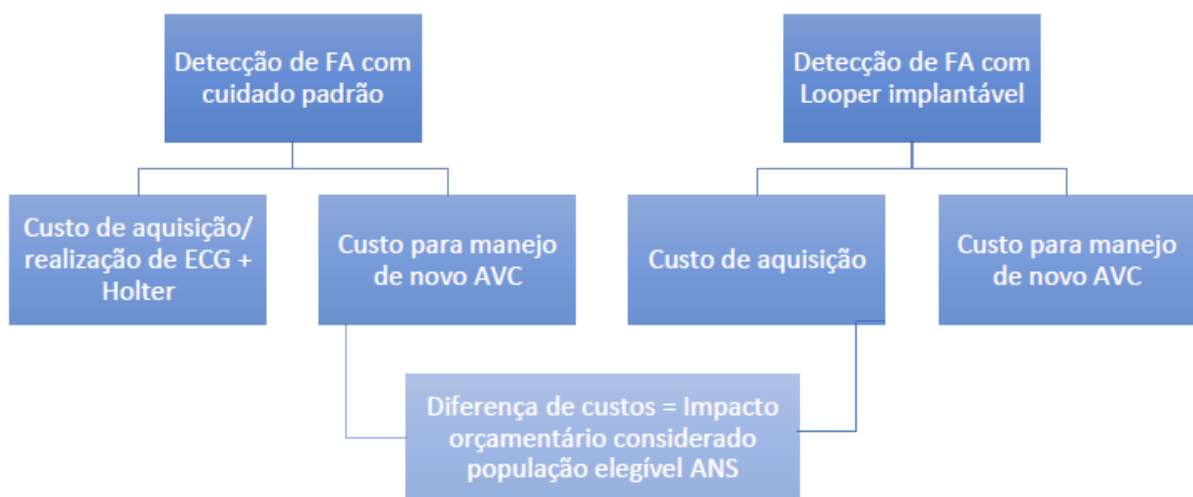 Detecção de FA com
cuidado padrão
Detecção de FA com
Looper implantável
Custo de aquisição/
realização de ECG +
Holter
Custo para manejo
de novo AVC
Custo de aquisição
Custo para manejo
de novo AVC
Diferença de custos = Impacto
orçamentário considerado
população elegível ANS